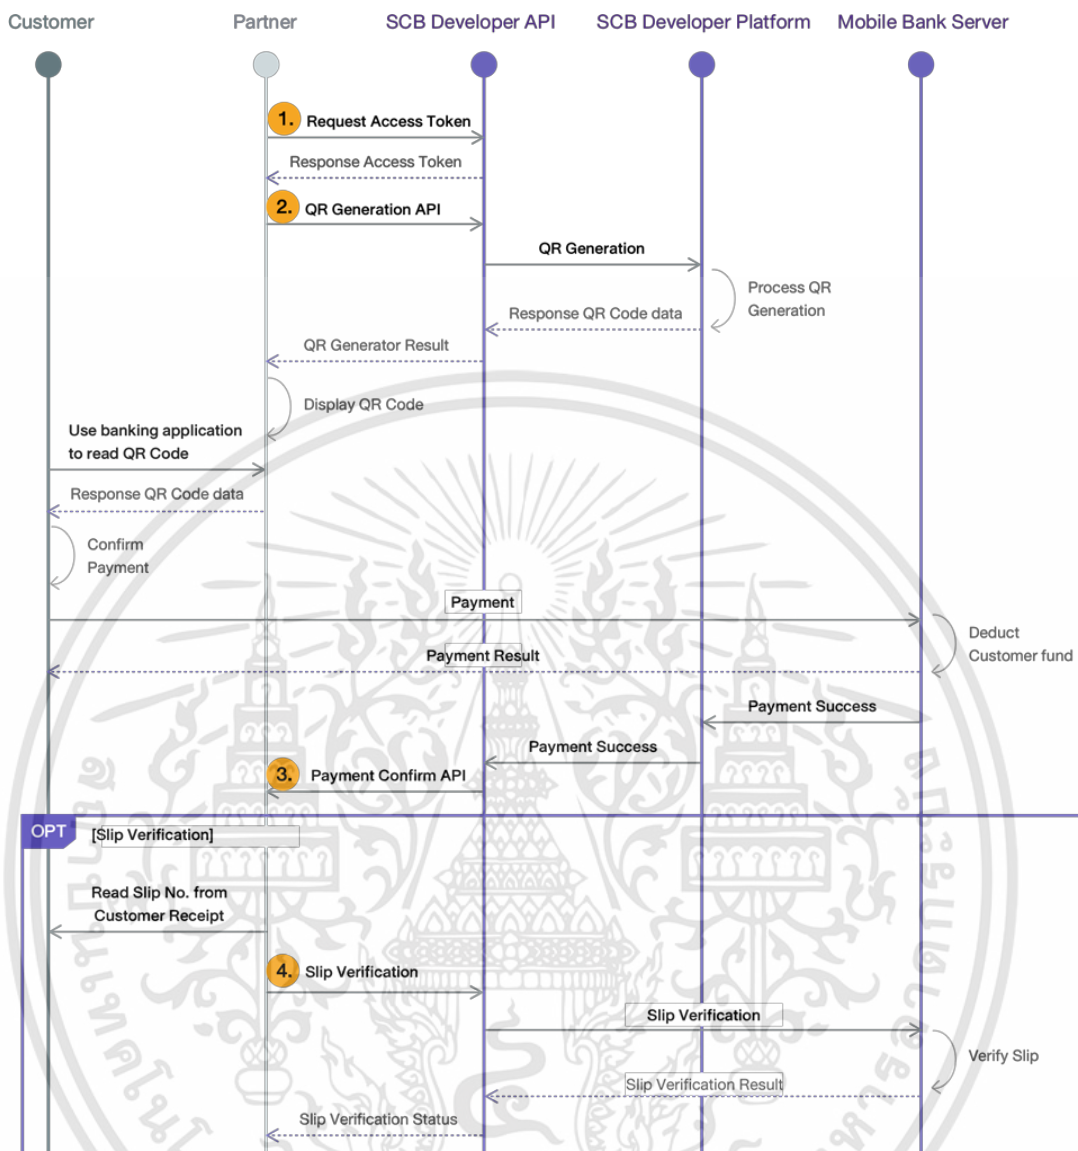 Customer
Partner
SCB Developer API
SCB Developer Platform
Mobile Bank Server
1. Request Access Token
Response Access Token
2. QR Generation API
QR Generation
Process QR
Generation
Response QR Code data
QR Generator Result
Display QR Code
Use banking application
to read QR Code
Response QR Code data
Confirm
Payment
Payment
Deduct
Customer fund
Payment Result
Payment Success
Payment Success
3. Payment Confirm API
OPT [Slip Verification]
Read Slip No. from
Customer Receipt
4. Slip Verification
Slip Verification
Verify Slip
Slip Verification Result
Slip Verification Status